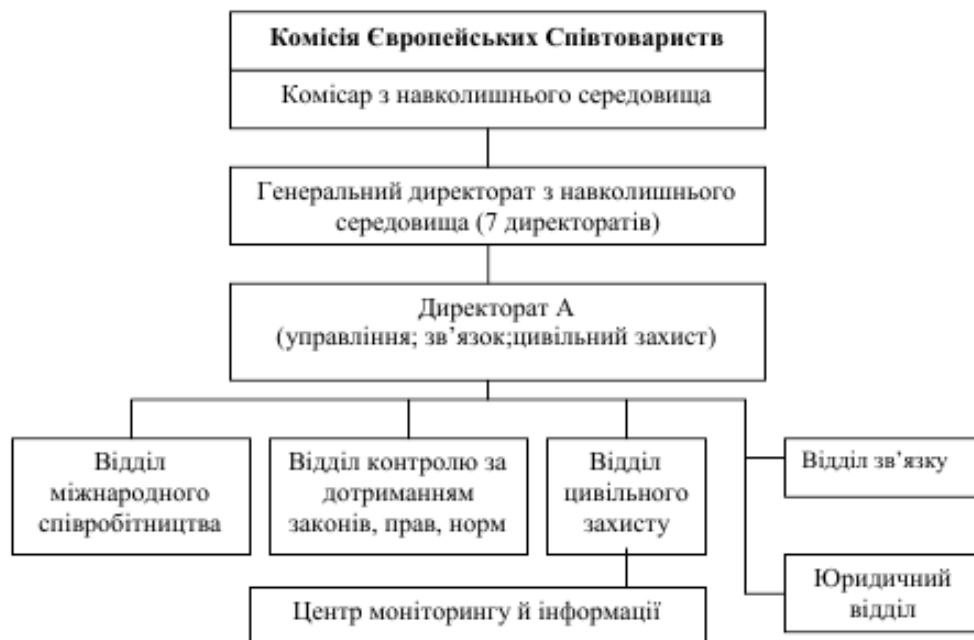 Комісія Європейських Співтовариств
Комісар з навколишнього середовища
Генеральний директорат з навколишнього
середовища (7 директоратів)
Директорат А
(управління; зв’язок;цивільний захист)
Відділ
міжнародного
співробітництва
Відділ контролю за
дотриманням
законів, прав, норм
Відділ
цивільного
захисту
Відділ зв’язку
Юридичний
відділ
Центр моніторингу й інформації